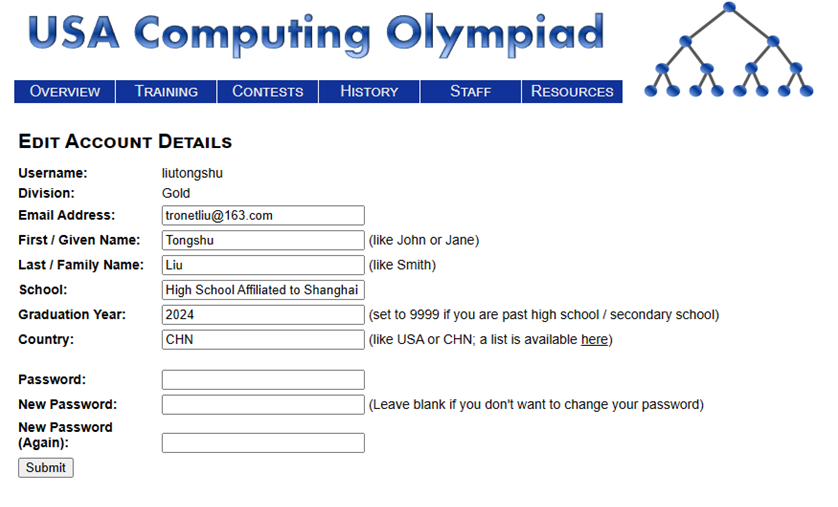 USA Computing Olympiad
OVERVIEW TRAINING CONTESTS HISTORY STAFF RESOURCES
EDIT ACCOUNT DETAILS
Username: liutongshu
Division: Gold
Email Address: tronetliu@163.com
First / Given Name: Tongshu (like John or Jane)
Last / Family Name: Liu (like Smith)
School: High School Affiliated to Shanghai
Graduation Year: 2024 (set to 9999 if you are past high school / secondary school)
Country: CHN (like USA or CHN; a list is available here)
Password:
New Password: (Leave blank if you don't want to change your password)
New Password
(Again):
Submit